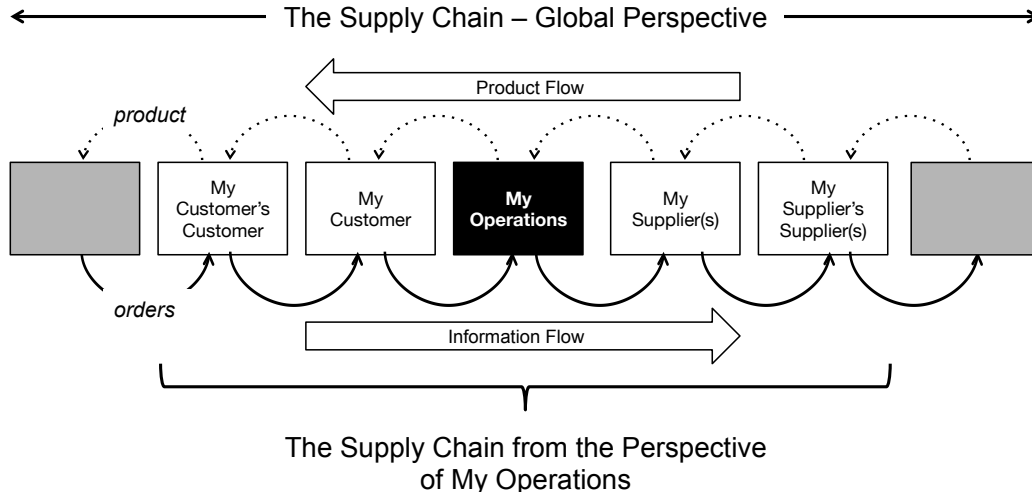 The Supply Chain – Global Perspective
Product Flow
product
My
Customer's
Customer
My
Customer
My
Operations
My
Supplier(s)
My
Supplier's
Supplier(s)
orders
Information Flow
The Supply Chain from the Perspective
of My Operations